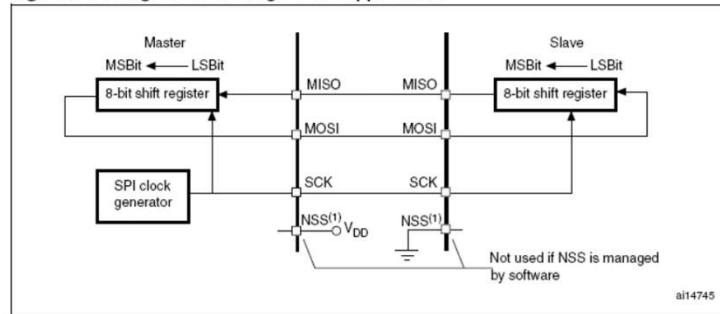 Master
Slave
MSBit LSBit
MSBit LSBit
8-bit shift register
MISO
MISO
8-bit shift register
MOSI
MOSI
SPI clock
generator
SCK
SCK
NSS(1)
VDD
NSS(1)
Not used if NSS is managed
by software
ai14745